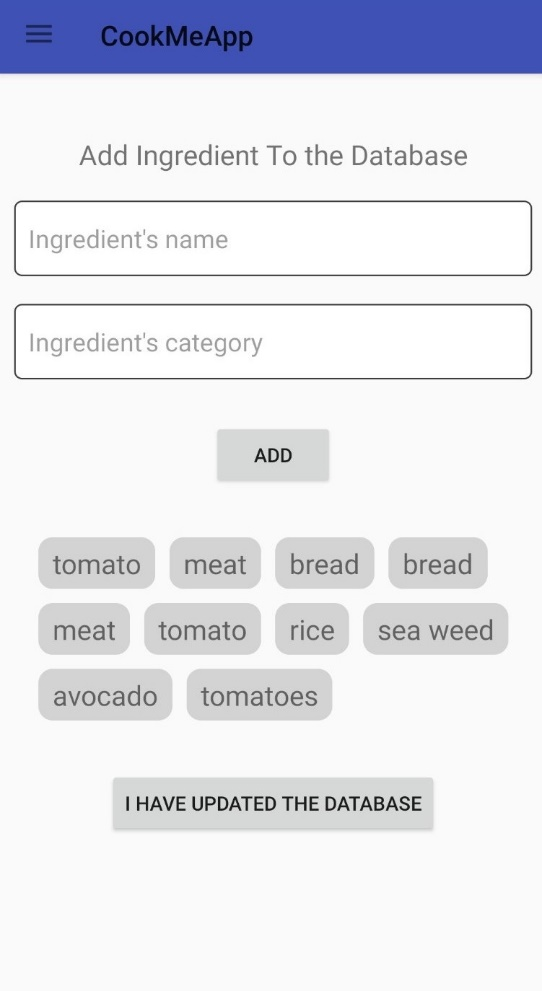 CookMeApp
Add Ingredient To the Database
Ingredient's name
Ingredient's category
ADD
tomato meat bread bread
meat tomato rice sea weed
avocado tomatoes
I HAVE UPDATED THE DATABASE